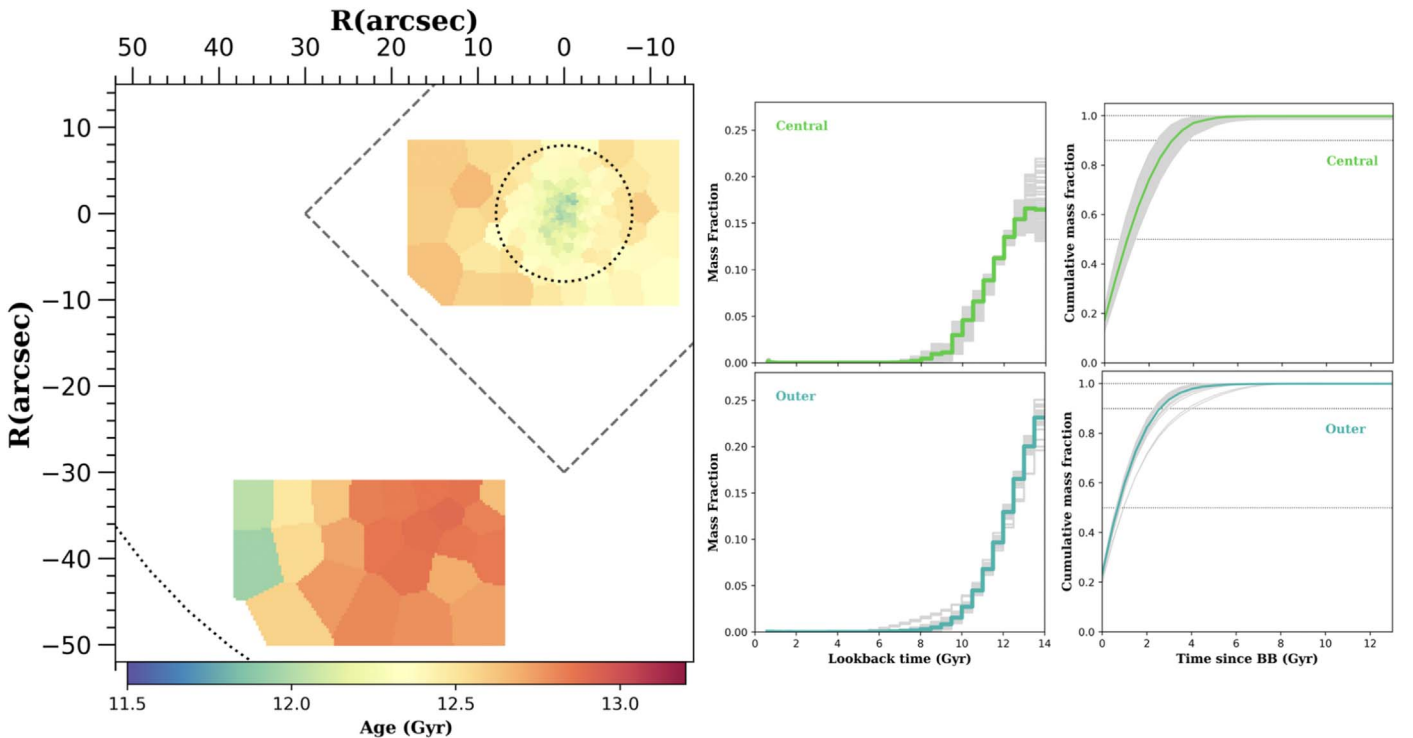 R(arcsec)
50 40 30 20 10 0 −10
R(arcsec)
10
0
−10
−20
−30
−40
−50
11.5 12.0 12.5 13.0
Age (Gyr)
Mass Fraction
0.25
0.20
0.15
0.10
0.05
0.00
Central
Cumulative mass fraction
1.0
0.8
0.6
0.4
0.2
0.0
Central
Mass Fraction
0.25
0.20
0.15
0.10
0.05
0.00
Outer
0 2 4 6 8 10 12 14
Lookback time (Gyr)
Cumulative mass fraction
1.0
0.8
0.6
0.4
0.2
0.0
Outer
0 2 4 6 8 10 12
Time since BB (Gyr)